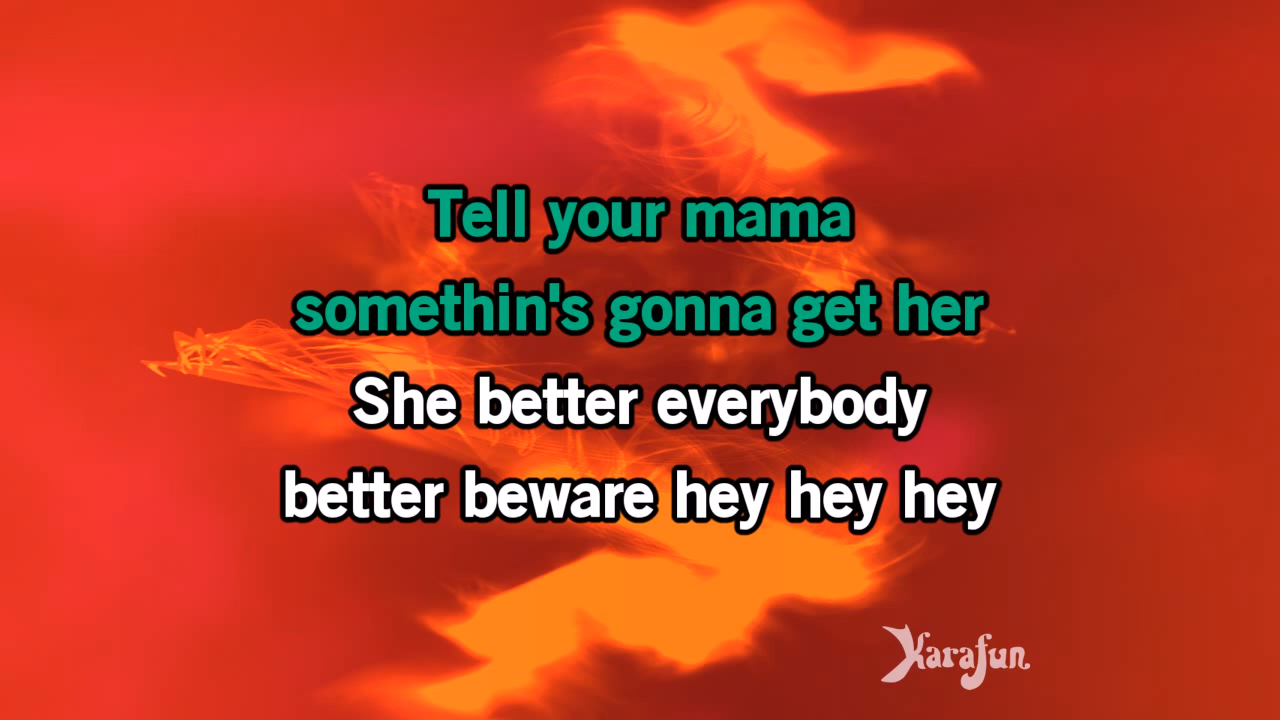 Tell your mama
somethin's gonna get her
She better everybody
better beware hey hey hey
Karafun